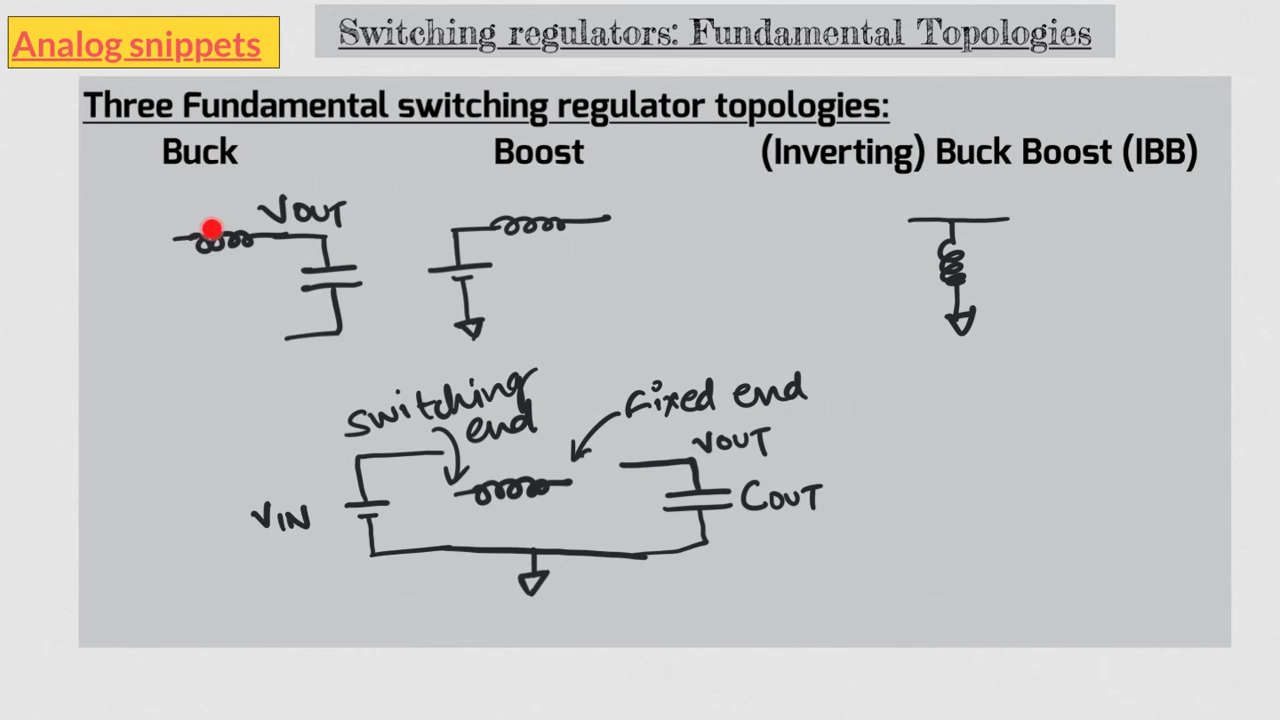 Analog snippets
Switching regulators: Fundamental Topologies
Three Fundamental switching regulator topologies:
Buck
Boost
(Inverting) Buck Boost (IBB)
VOUT
switching
end
Fixed end
VOUT
VIN
COUT